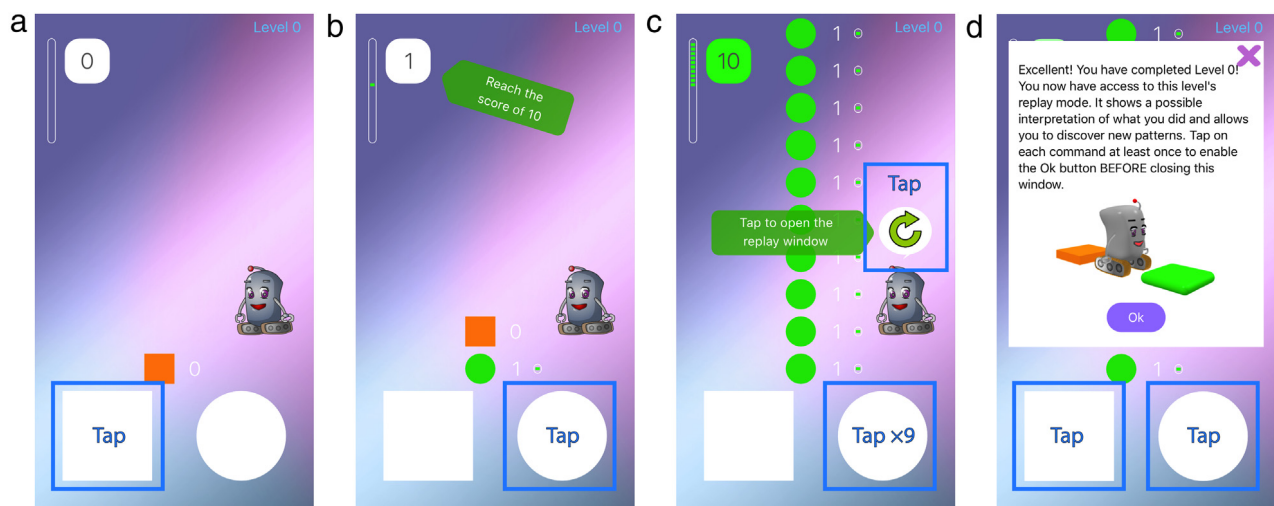 a
Level 0
0
0
Tap
b
Level 0
1
Reach the
score of 10
0
1
Tap
c
Level 0
10
1
1
1
1
1
Tap
Tap to open the
replay window
1
1
1
1
Tap ×9
d
Level 0
1
Excellent! You have completed Level 0!
You now have access to this level's
replay mode. It shows a possible
interpretation of what you did and allows
you to discover new patterns. Tap on
each command at least once to enable
the Ok button BEFORE closing this
window.
Ok
1
Tap
Tap